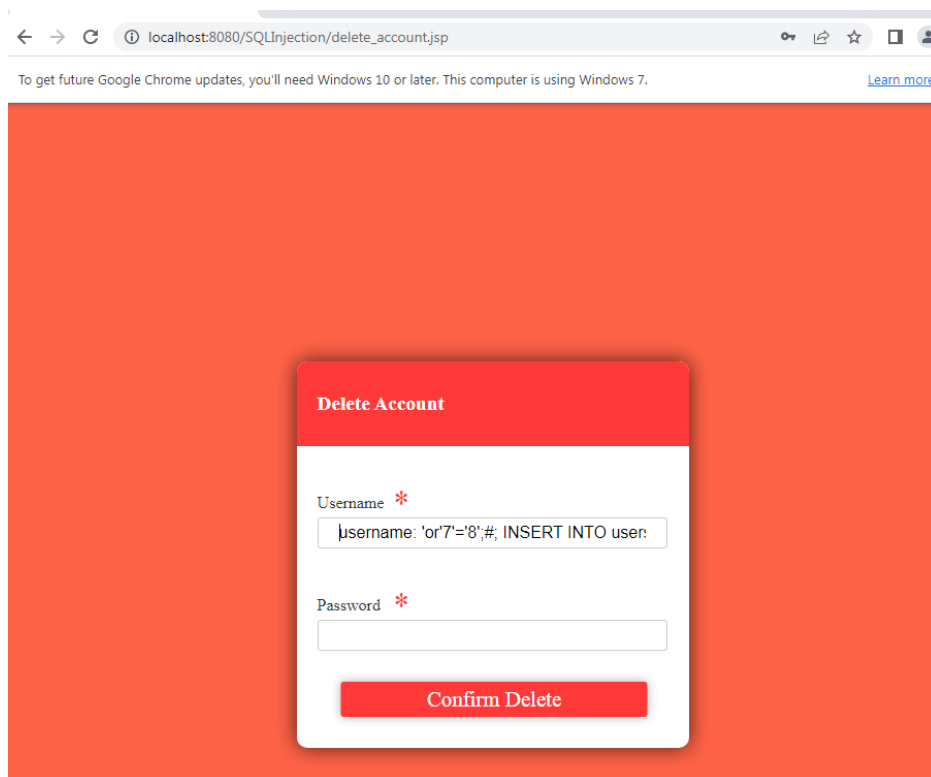 localhost:8080/SQLInjection/delete_account.jsp
To get future Google Chrome updates, you'll need Windows 10 or later. This computer is using Windows 7. Learn more
Delete Account
Username *
username: 'or'7'='8';#; INSERT INTO users
Password *
Confirm Delete